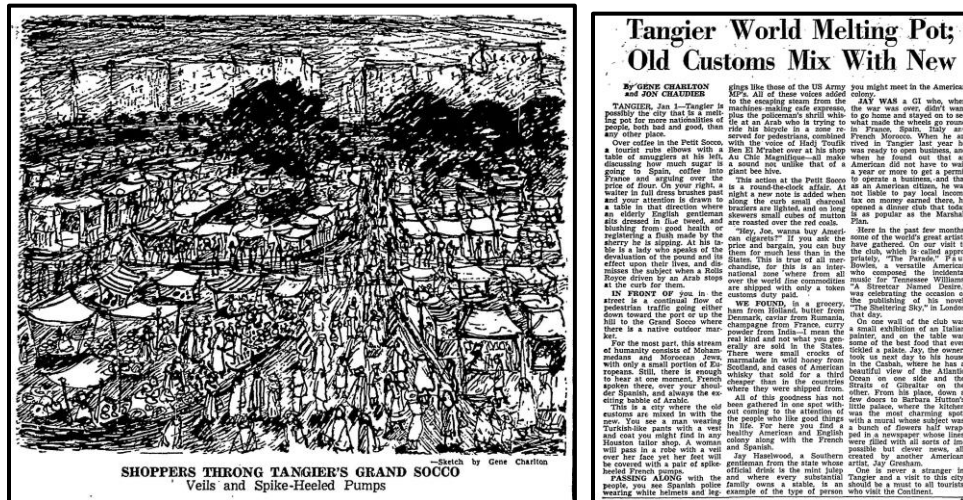 —Sketch by Gene Charlton
SHOPPERS THRONG TANGIER'S GRAND SOCCO
Veils and Spike-Heeled Pumps
Tangier World Melting Pot;
Old Customs Mix With New
By GENE CHARLTON
and JON CHAUDIER
TANGIER, Jan 1—Tangier is
possibly the city that is a mel-
ting pot for more nationalities of
people, both bad and good, than
any other place.
Over coffee in the Petit Socco,
a tourist rubs elbows with a
table of smugglers at his left,
discussing how much sugar is
going to Spain, coffee into
France and arguing over the
price of flour. On your right, a
waiter in full dress brushes past
and your attention is drawn to
a table in that direction where
an elderly English gentleman
sits dressed in fine tweed, and
blushing from good health or
registering a flush made by the
sherry he is sipping. At his ta-
ble is a lady who speaks of the
devaluation of the pound and its
effect upon their lives, and dis-
misses the subject when a Rolls
Royce driven by an Arab stops
at the curb for them.
IN FRONT OF you in the
street is a continual flow of
pedestrian traffic going either
down toward the port or up the
hill to the Grand Socco where
there is a native outdoor mar-
ket.
For the most part, this stream
of humanity consists of Moham-
medans and Moroccan Jews,
with only a small portion of Eu-
ropeans. Still, there is enough
to hear at one moment, French
spoken there, over your shoul-
der Spanish, and always the ex-
citing babble of Arabic.
This is a city where the old
customs are mixed in with the
new. You see a man wearing
Turkish-like pants with a vest
and coat you might find in any
Houston tailor shop. A woman
will pass in a robe with a veil
over her face yet her feet will
be covered with a pair of spike-
heeled French pumps.
PASSING ALONG with the
people, you see Spanish police
wearing white helmets and leg-
gings like those of the US Army
MP's. All of these voices added
to the escaping steam from the
machines making cafe expresso,
plus the policeman's shrill whis-
tle at an Arab who is trying to
ride his bicycle in a zone re-
served for pedestrians, combined
with the voice of Hadj Toufik
Ben El M'rabet over at his shop
Au Chic Magnifique—all make
a sound not unlike that of a
giant bee hive.
This action at the Petit Socco
is a round-the-clock affair. At
night a new note is added when
along the curb small charcoal
braziers are lighted, and on long
skewers small cubes of mutton
are roasted over the red coals.
"Hey, Joe, wanna buy Ameri-
can cigarets?" If you ask the
price and bargain, you can buy
them for much less than in the
States. This is true of all mer-
chandise, for this is an inter-
national zone where from all
over the world fine commodities
are shipped with only a token
customs duty paid.
WE FOUND, in a grocery,
ham from Holland, butter from
Denmark, caviar from Rumania,
champagne from France, curry
powder from India—I mean the
real kind and not what you gen-
erally are sold in the States.
There were small crocks of
marmalade in wild honey from
Scotland, and cases of American
whisky that sold for a third
cheaper than in the countries
where they were shipped from.
All of this goodness has not
been gathered in one spot with-
out coming to the attention of
the people who like good things
in life. For here you find a
healthy American and English
colony along with the French
and Spanish.
Jay Haselwood, a Southern
gentleman from the state whose
official drink is the mint julep
and where every substantial
family owns a stable, is an
example of the type of person
you might meet in the American
colony.
JAY WAS a GI who, when
the war was over, didn't want
to go home and stayed on to see
what made the wheels go round
in France, Spain, Italy and
French Morocco. When he ar-
rived in Tangier last year he
was ready to open business, and
when he found out that an
American did not have to wait
a year or more to get a permit
to operate a business, and that
as an American citizen, he was
not liable to pay local income
tax on money earned there, he
opened a dinner club that today
is as popular as the Marshall
Plan.
Here in the past few months
some of the world's great artists
have gathered. On our visit to
the club, which is called appro-
priately, "The Parade," Paul
Bowles, a versatile American
who composed the incidental
music for Tennessee Williams'
"A Streetcar Named Desire,"
was celebrating the occasion of
the publishing of his novel
"The Sheltering Sky," in London
that day.
On one wall of the club was
a small exhibition of an Italian
painter, and on the table was
some of the best food that ever
tickled a palate. Jay, the owner,
took us next day to his house
in the Casbah, where he has a
beautiful view of the Atlantic
Ocean on one side and the
Straits of Gibraltar on the
other. From his place, down a
few doors to Barbara Hutton's
little palace, where the kitchen
was the most charming spot
with a mural whose subject was
a bunch of flowers half wrap-
ped in a newspaper whose lines
were filled with all sorts of im-
possible but clever news, all
created by another American
artist, Jay Gresham.
One is never a stranger in
Tangier and a visit to this city
should be a must to all tourists
who visit the Continent.